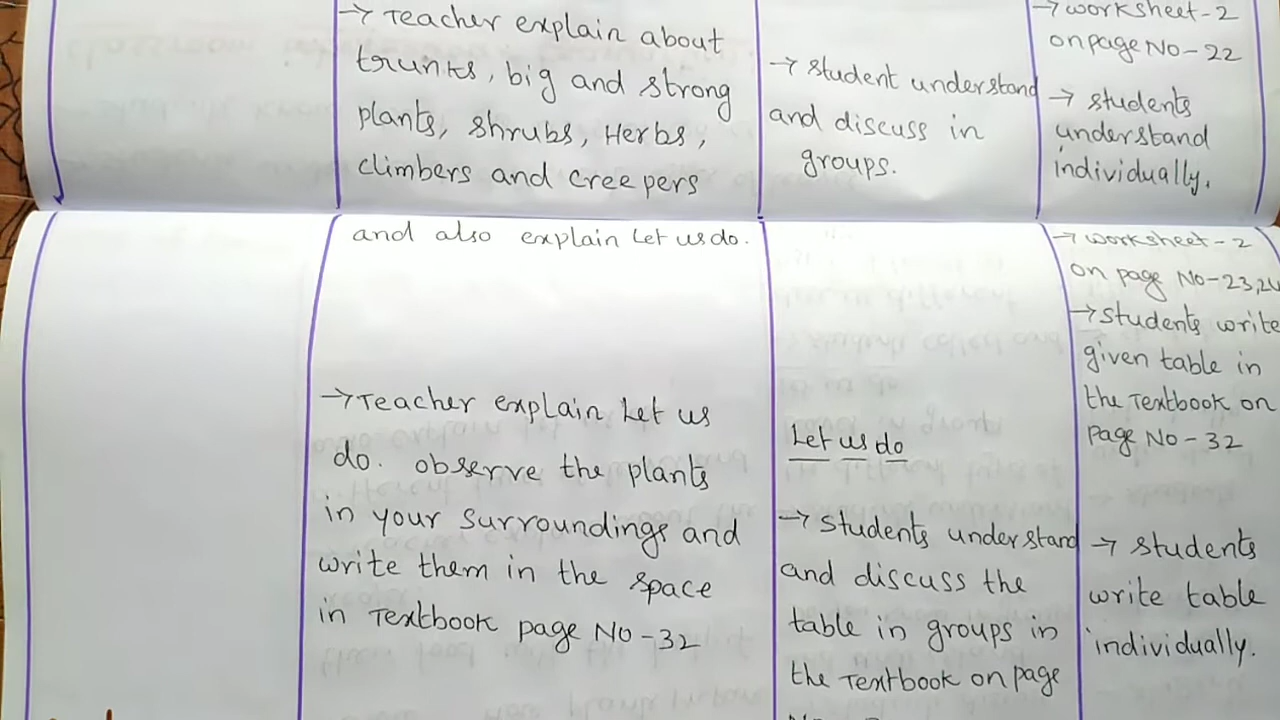 → Teacher explain about
trunks, big and strong
plants, shrubs, Herbs,
climbers and creepers
and also explain Let us do.
→ Teacher explain Let us
do. observe the plants
in your surroundings and
write them in the space
in Textbook page No-32
→ student understand
and discuss in
groups.
Let us do
→ students understand
and discuss the
table in groups in
the Textbook on page
→ worksheet-2
on page No-22
→ students
understand
individually.
→ worksheet-2
on page No-23,24
→ students write
given table in
the Textbook on
page No-32
→ students
write table
individually.